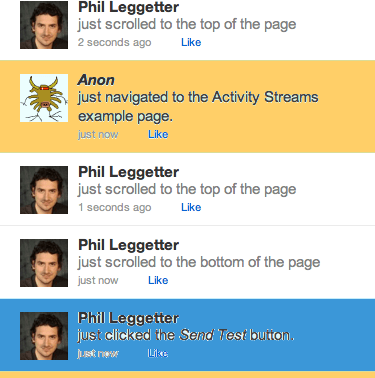 Phil Leggetter
just scrolled to the top of the page
2 seconds ago Like
Anon
just navigated to the Activity Streams
example page.
just now Like
Phil Leggetter
just scrolled to the top of the page
1 seconds ago Like
Phil Leggetter
just scrolled to the bottom of the page
just now Like
Phil Leggetter
just clicked the Send Test button.
just now Like